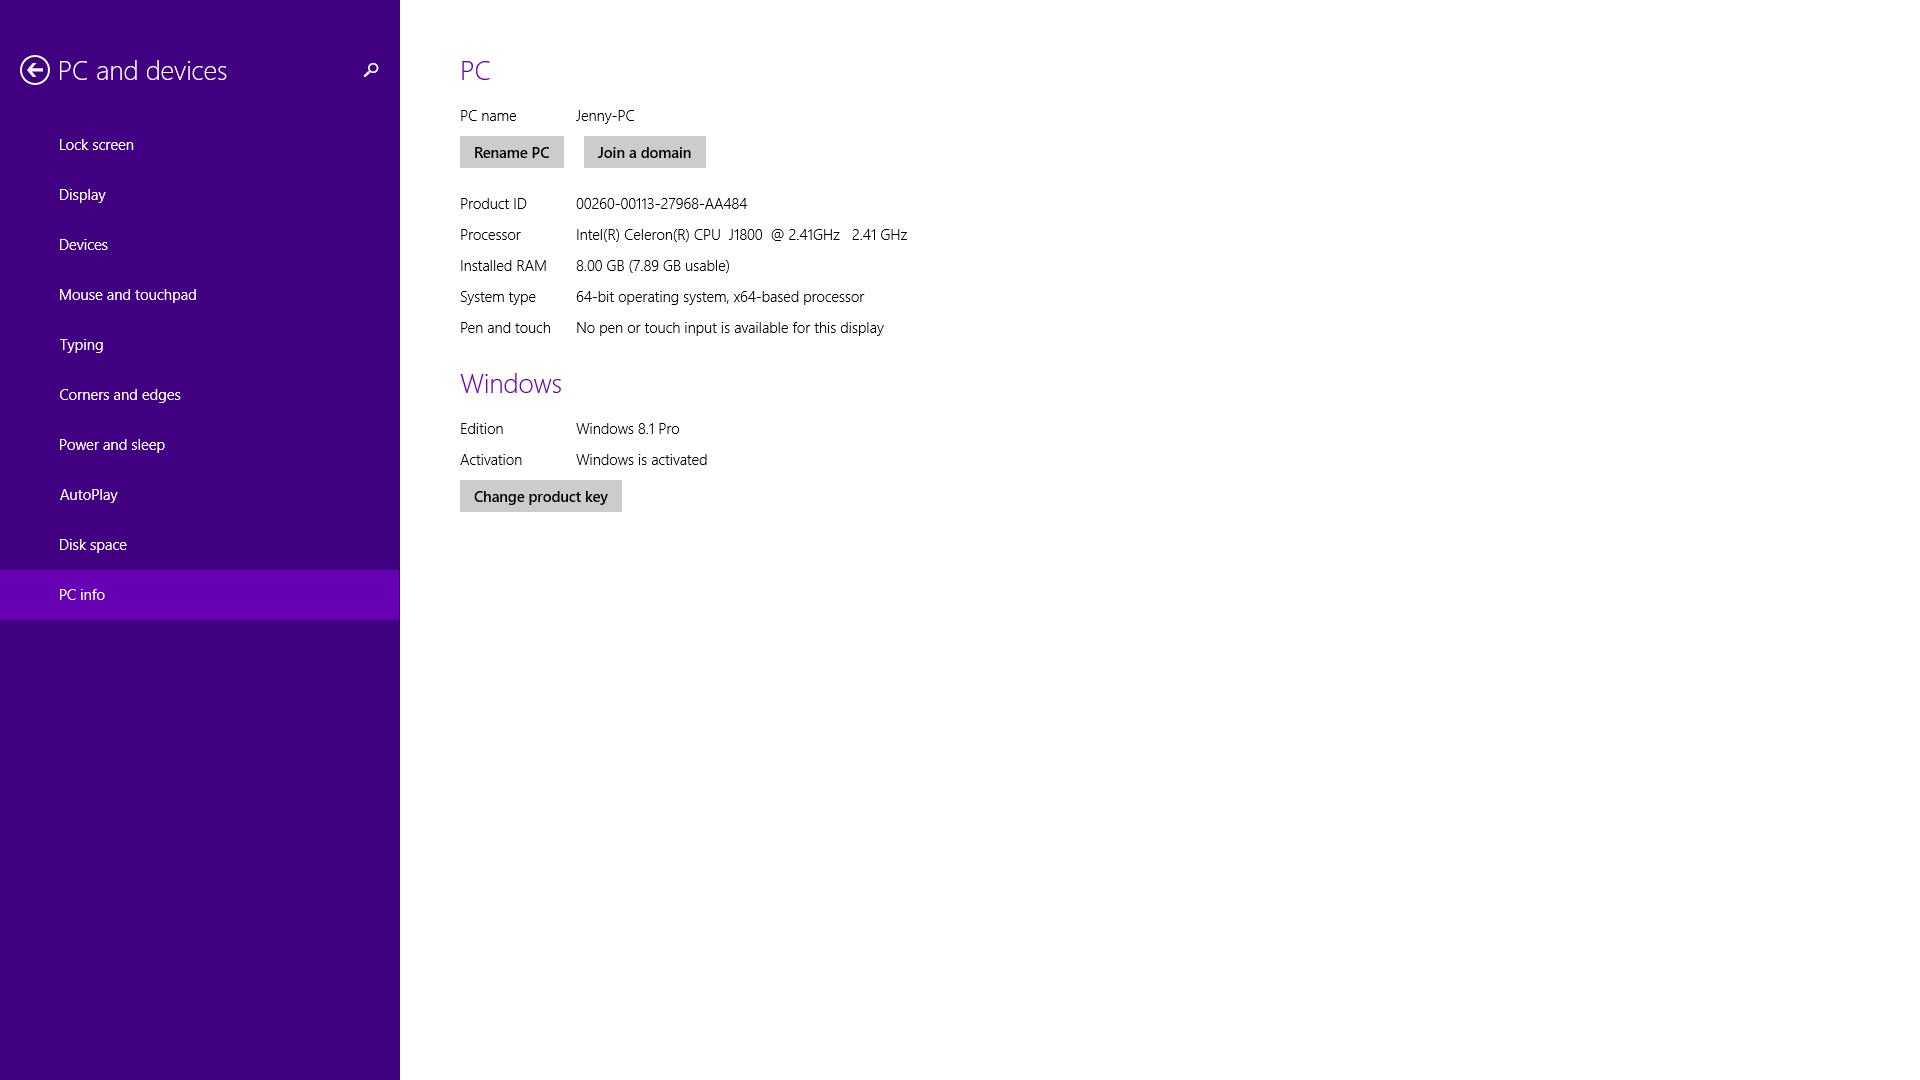 PC and devices
Lock screen
Display
Devices
Mouse and touchpad
Typing
Corners and edges
Power and sleep
AutoPlay
Disk space
PC info
PC
PC name Jenny-PC
Rename PC Join a domain
Product ID 00260-00113-27968-AA484
Processor Intel(R) Celeron(R) CPU J1800 @ 2.41GHz 2.41 GHz
Installed RAM 8.00 GB (7.89 GB usable)
System type 64-bit operating system, x64-based processor
Pen and touch No pen or touch input is available for this display
Windows
Edition Windows 8.1 Pro
Activation Windows is activated
Change product key